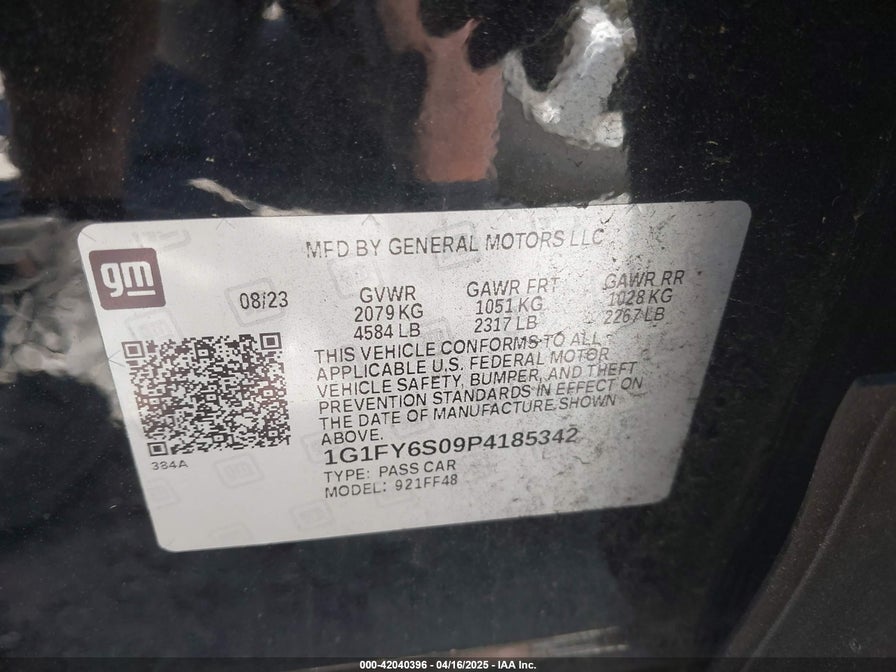 MFD BY GENERAL MOTORS LLC
gm
08/23
GVWR GAWR FRT GAWR RR
2079 KG 1051 KG 1028 KG
4584 LB 2317 LB 2267 LB
THIS VEHICLE CONFORMS TO ALL
APPLICABLE U.S. FEDERAL MOTOR
VEHICLE SAFETY, BUMPER, AND THEFT
PREVENTION STANDARDS IN EFFECT ON
THE DATE OF MANUFACTURE SHOWN
ABOVE.
1G1FY6S09P4185342
384A
TYPE: PASS CAR
MODEL: 921FF48
000-42040396 - 04/16/2025 - IAA Inc.